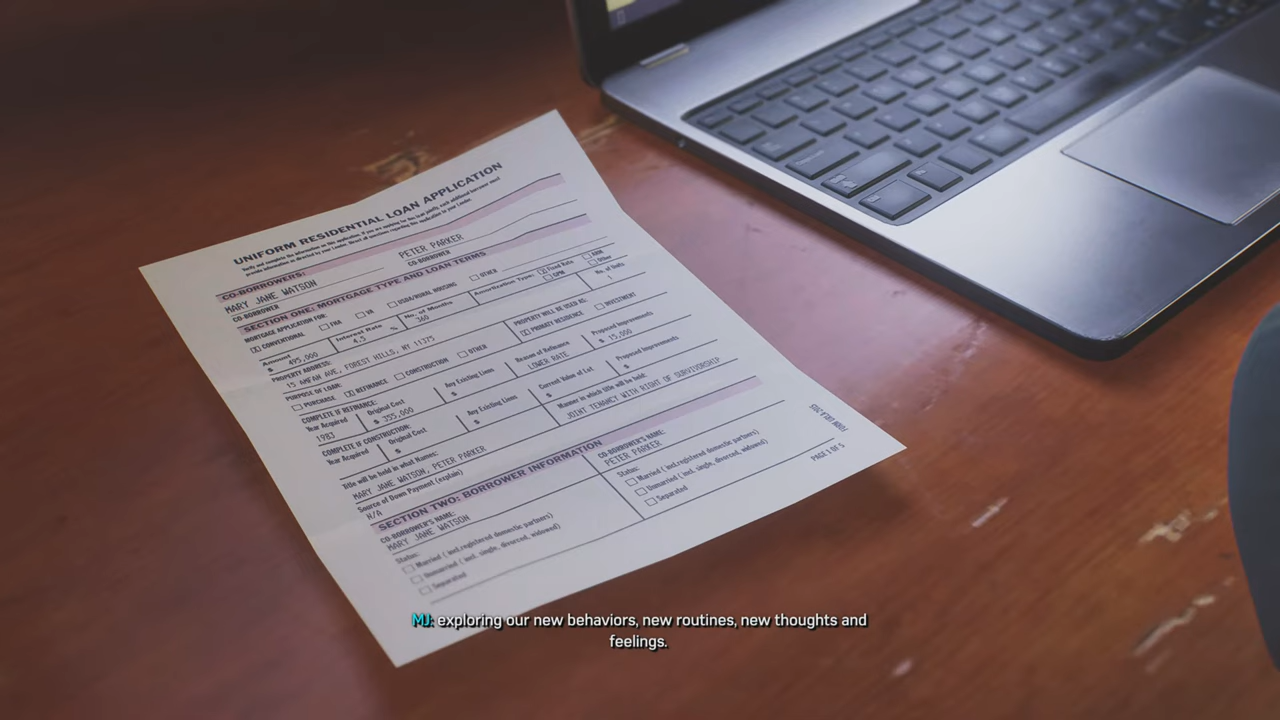 UNIFORM RESIDENTIAL LOAN APPLICATION
CO-BORROWERS:
MARY JANE WATSON PETER PARKER
CO-BORROWER CO-BORROWER
SECTION ONE: MORTGAGE TYPE AND LOAN TERMS
MORTGAGE APPLICATION FOR:
☒ CONVENTIONAL ☐ FHA ☐ VA ☐ USDA/RURAL HOUSING ☐ OTHER
Amount Interest Rate No. of Months Amortization Type: ☒ Fixed Rate ☐ GPM ☐ ARM ☐ Other No. of Units
$ 495,000 4.5 % 360 1
PROPERTY ADDRESS: PROPERTY WILL BE USED AS:
15 AMFAN AVE, FOREST HILLS, NY 11375 ☒ PRIMARY RESIDENCE ☐ INVESTMENT
PURPOSE OF LOAN:
☐ PURCHASE ☒ REFINANCE ☐ CONSTRUCTION ☐ OTHER
COMPLETE IF REFINANCE:
Year Acquired Original Cost Any Existing Liens Reason of Refinance Proposed Improvements
1983 $ 355,000 $ LOWER RATE $ 15,000
COMPLETE IF CONSTRUCTION:
Year Acquired Original Cost Any Existing Liens Current Value of Lot Proposed Improvements
$ $ $ $
Title will be held in what Names: Manner in which title will be held:
MARY JANE WATSON, PETER PARKER JOINT TENANCY WITH RIGHT OF SURVIVORSHIP
Source of Down Payment (explain)
N/A
SECTION TWO: BORROWER INFORMATION
CO-BORROWER'S NAME: CO-BORROWER'S NAME:
MARY JANE WATSON PETER PARKER
Status: Status:
☐ Married ( incl.registered domestic partners) ☐ Married ( incl.registered domestic partners)
☐ Unmarried ( incl. single, divorced, widowed) ☐ Unmarried ( incl. single, divorced, widowed)
☐ Separated ☐ Separated
PAGE 1 OF 5
MJ: exploring our new behaviors, new routines, new thoughts and
feelings.